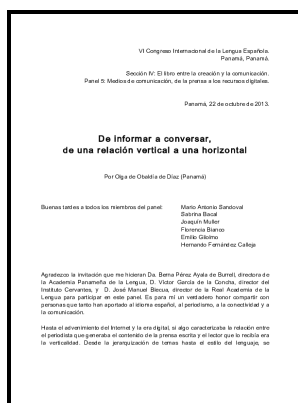 VI Congreso Internacional de la Lengua Española.
Panamá, Panamá.
Sección IV: El libro entre la creación y la comunicación.
Panel 5: Medios de comunicación, de la prensa a los recursos digitales.
Panamá, 22 de octubre de 2013.
De informar a conversar,
de una relación vertical a una horizontal
Por Olga de Obaldía de Díaz (Panamá)
Buenas tardes a todos los miembros del panel: Mario Antonio Sandoval
Sabrina Bacal
Joaquín Muller
Florencia Bianco
Emilio Gilolmo
Hernando Fernández Calleja
Agradezco la invitación que me hicieran Da. Berna Pérez Ayala de Burrell, directora de
la Academia Panameña de la Lengua, D. Víctor García de la Concha, director del
Instituto Cervantes, y D. José Manuel Blecua, director de la Real Academia de la
Lengua para participar en este panel. Es para mi un verdadero honor compartir con
personas que tanto han aportado al idioma español, al periodismo, a la conectividad y a
la comunicación.
Hasta el advenimiento del Internet y la era digital, si algo caracterizaba la relación entre
el periodista que generaba el contenido de la prensa escrita y el lector que lo recibía era
la verticalidad. Desde la jerarquización de temas hasta el estilo del lenguaje, se